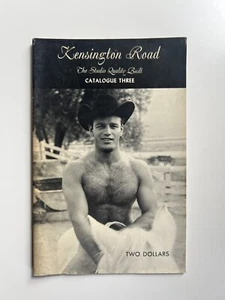 Kensington Road
The Studio Quality Built
CATALOGUE THREE
TWO DOLLARS